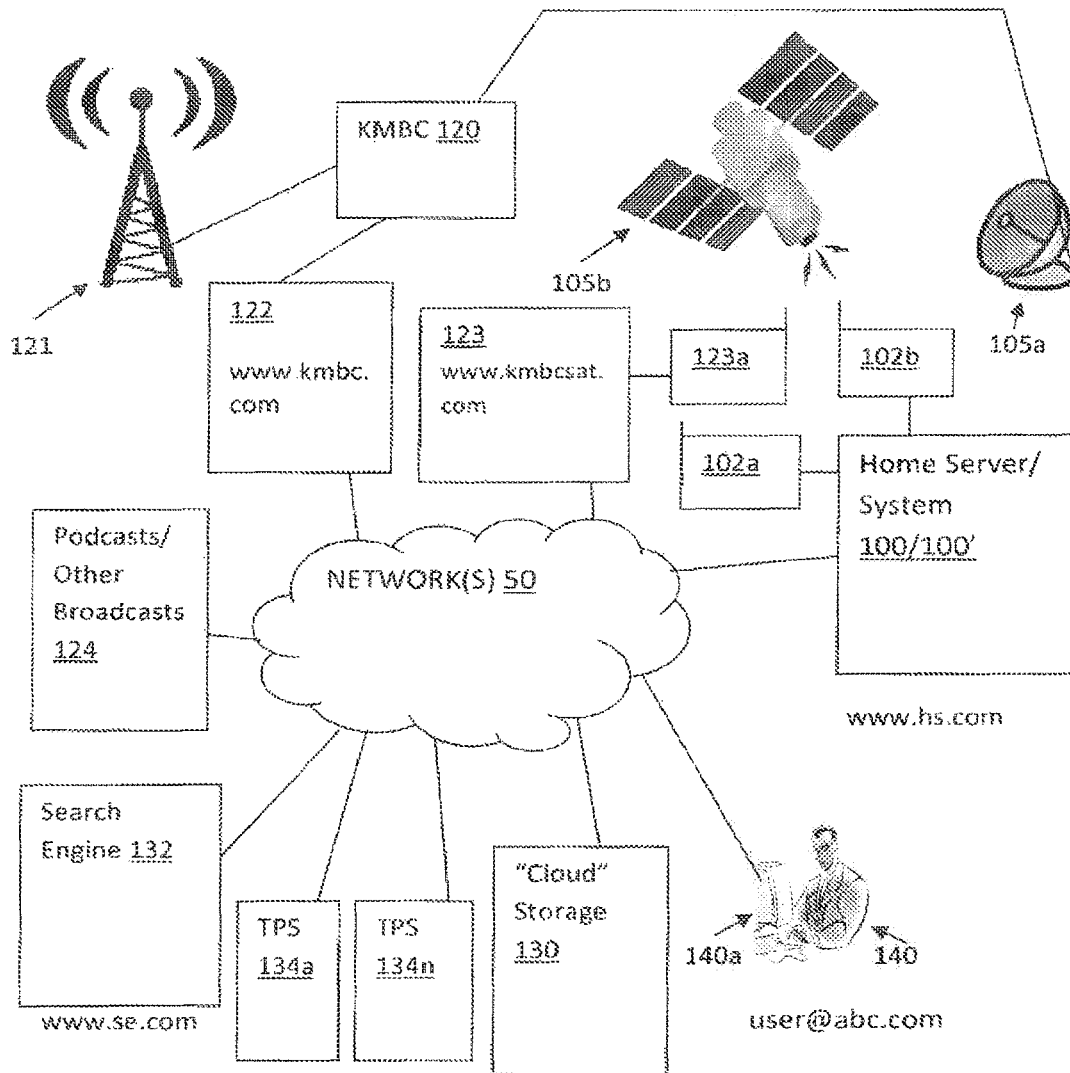 KMBC 120
105b
121
122
www.kmbc.
com
123
www.kmbcsat.
com
123a
102b
105a
102a
Home Server/
System
100/100'
Podcasts/
Other
Broadcasts
124
NETWORK(S) 50
www.hs.com
Search
Engine 132
TPS
134a
TPS
134n
"Cloud"
Storage
130
140a
140
www.se.com
user@abc.com